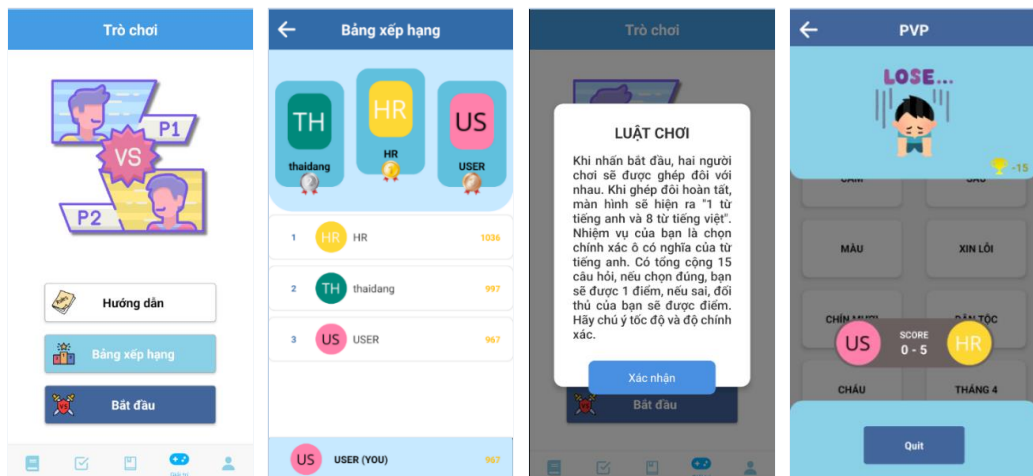 Trò chơi
P1
VS
P2
Hướng dẫn
Bảng xếp hạng
VS
Bắt đầu
Bảng xếp hạng
TH
thaidang
HR
HR
US
USER
1 HR HR 1036
2 TH thaidang 997
3 US USER 967
US USER (YOU) 967
Trò chơi
LUẬT CHƠI
Khi nhấn bắt đầu, hai người
chơi sẽ được ghép đôi với
nhau. Khi ghép đôi hoàn tất,
màn hình sẽ hiện ra "1 từ
tiếng anh và 8 từ tiếng việt".
Nhiệm vụ của bạn là chọn
chính xác ô có nghĩa của từ
tiếng anh. Có tổng cộng 15
câu hỏi, nếu chọn đúng, bạn
sẽ được 1 điểm, nếu sai, đối
thủ của bạn sẽ được điểm.
Hãy chú ý tốc độ và độ chính
xác.
Xác nhận
Bắt đầu
PVP
LOSE...
-15
MÀU
XIN LỖI
CHÍN MƯƠI
DÂN TỘC
US
SCORE
0 - 5
HR
CHÁU
THÁNG 4
Quit